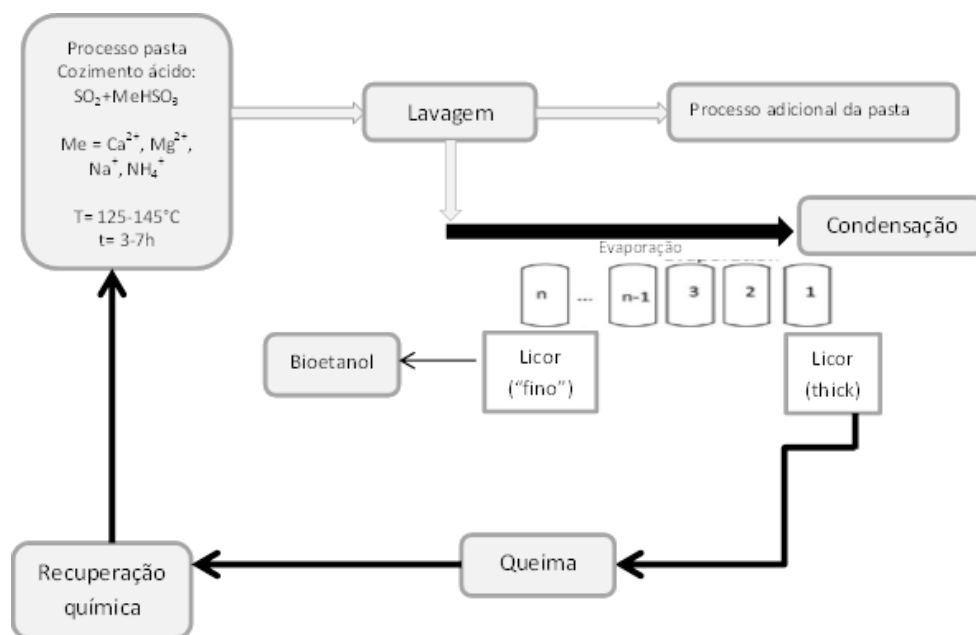 Processo pasta
Cozimento ácido:
SO₂+MeHSO₃
Me = Ca²⁺, Mg²⁺,
Na⁺, NH₄⁺
T= 125-145°C
t= 3-7h
Lavagem
Processo adicional da pasta
Condensação
Evaporação
n ... n-1 3 2 1
Bioetanol
Licor
("fino")
Licor
(thick)
Queima
Recuperação
química